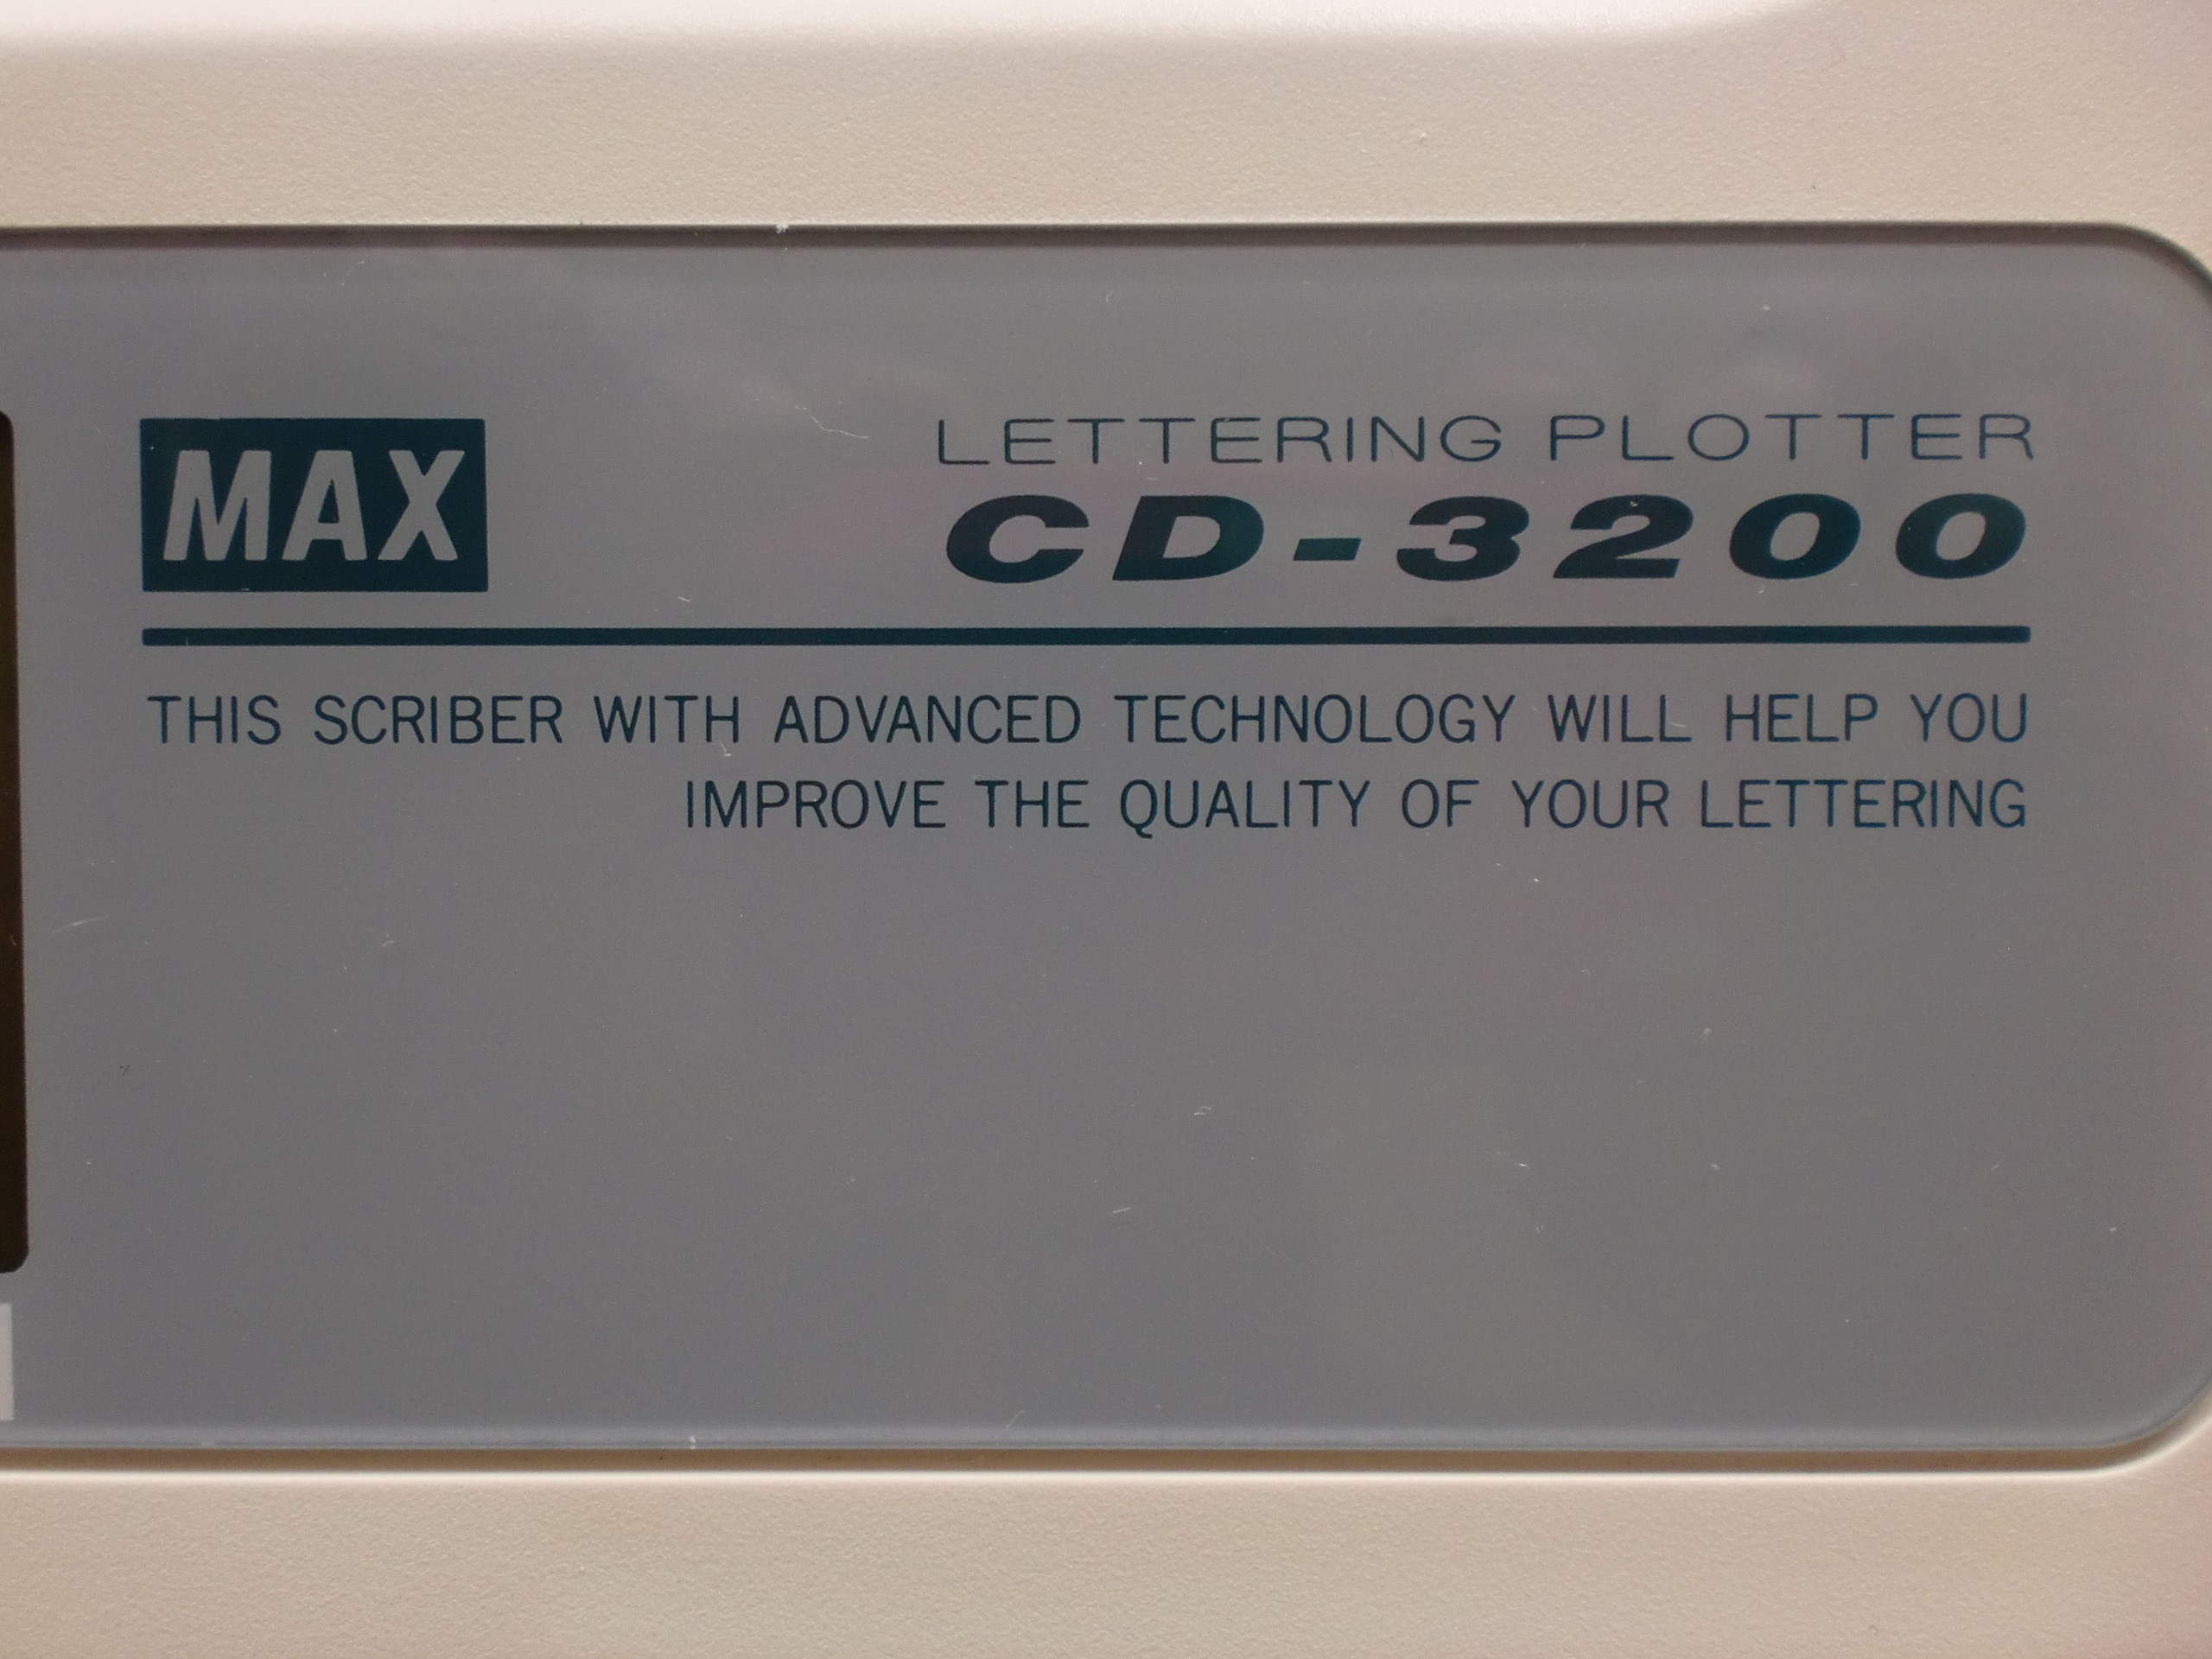 MAX
LETTERING PLOTTER
CD-3200
THIS SCRIBER WITH ADVANCED TECHNOLOGY WILL HELP YOU
IMPROVE THE QUALITY OF YOUR LETTERING